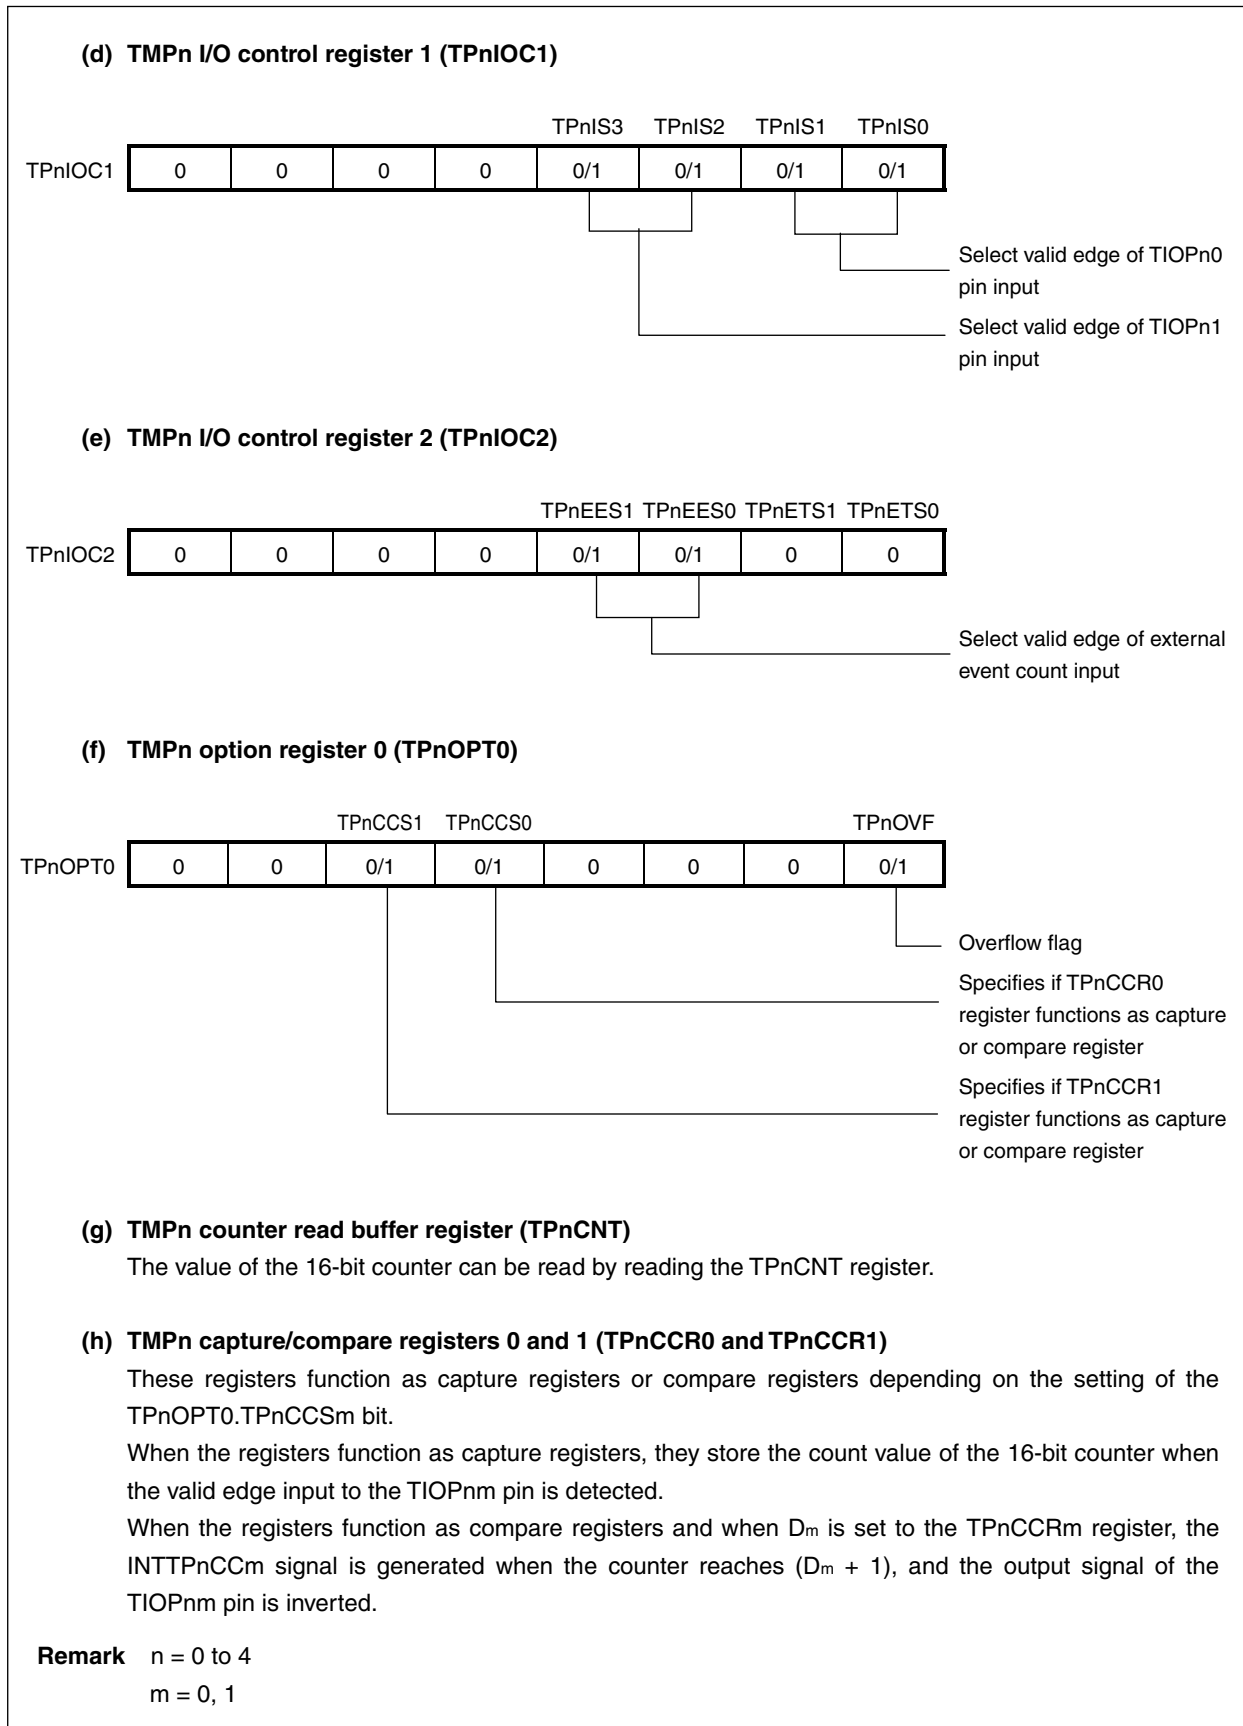 (d) TMPn I/O control register 1 (TPnIOC1)
TPnIS3 TPnIS2 TPnIS1 TPnIS0
TPnIOC1 0 0 0 0 0/1 0/1 0/1 0/1
Select valid edge of TIOPn0
pin input
Select valid edge of TIOPn1
pin input
(e) TMPn I/O control register 2 (TPnIOC2)
TPnEES1 TPnEES0 TPnETS1 TPnETS0
TPnIOC2 0 0 0 0 0/1 0/1 0 0
Select valid edge of external
event count input
(f) TMPn option register 0 (TPnOPT0)
TPnCCS1 TPnCCS0 TPnOVF
TPnOPT0 0 0 0/1 0/1 0 0 0 0/1
Overflow flag
Specifies if TPnCCR0
register functions as capture
or compare register
Specifies if TPnCCR1
register functions as capture
or compare register
(g) TMPn counter read buffer register (TPnCNT)
The value of the 16-bit counter can be read by reading the TPnCNT register.
(h) TMPn capture/compare registers 0 and 1 (TPnCCR0 and TPnCCR1)
These registers function as capture registers or compare registers depending on the setting of the
TPnOPT0.TPnCCSm bit.
When the registers function as capture registers, they store the count value of the 16-bit counter when
the valid edge input to the TIOPnm pin is detected.
When the registers function as compare registers and when Dm is set to the TPnCCRm register, the
INTTPnCCm signal is generated when the counter reaches (Dm + 1), and the output signal of the
TIOPnm pin is inverted.
Remark n = 0 to 4
m = 0, 1